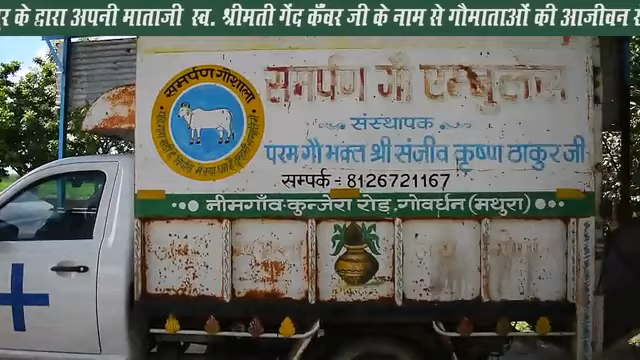 के द्वारा अपनी माताजी स्व. श्रीमती गेंद कँवर जी के नाम से गौमाताओं की आजीवन
समर्पण गौशाला
समर्पण गौ एम्बुलेंस
संस्थापक
परम गौ भक्त श्री संजीव कृष्ण ठाकुर जी
सम्पर्क = 8126721167
नीमगाँव-कुन्जेरा रोड़, गोवर्धन (मथुरा)